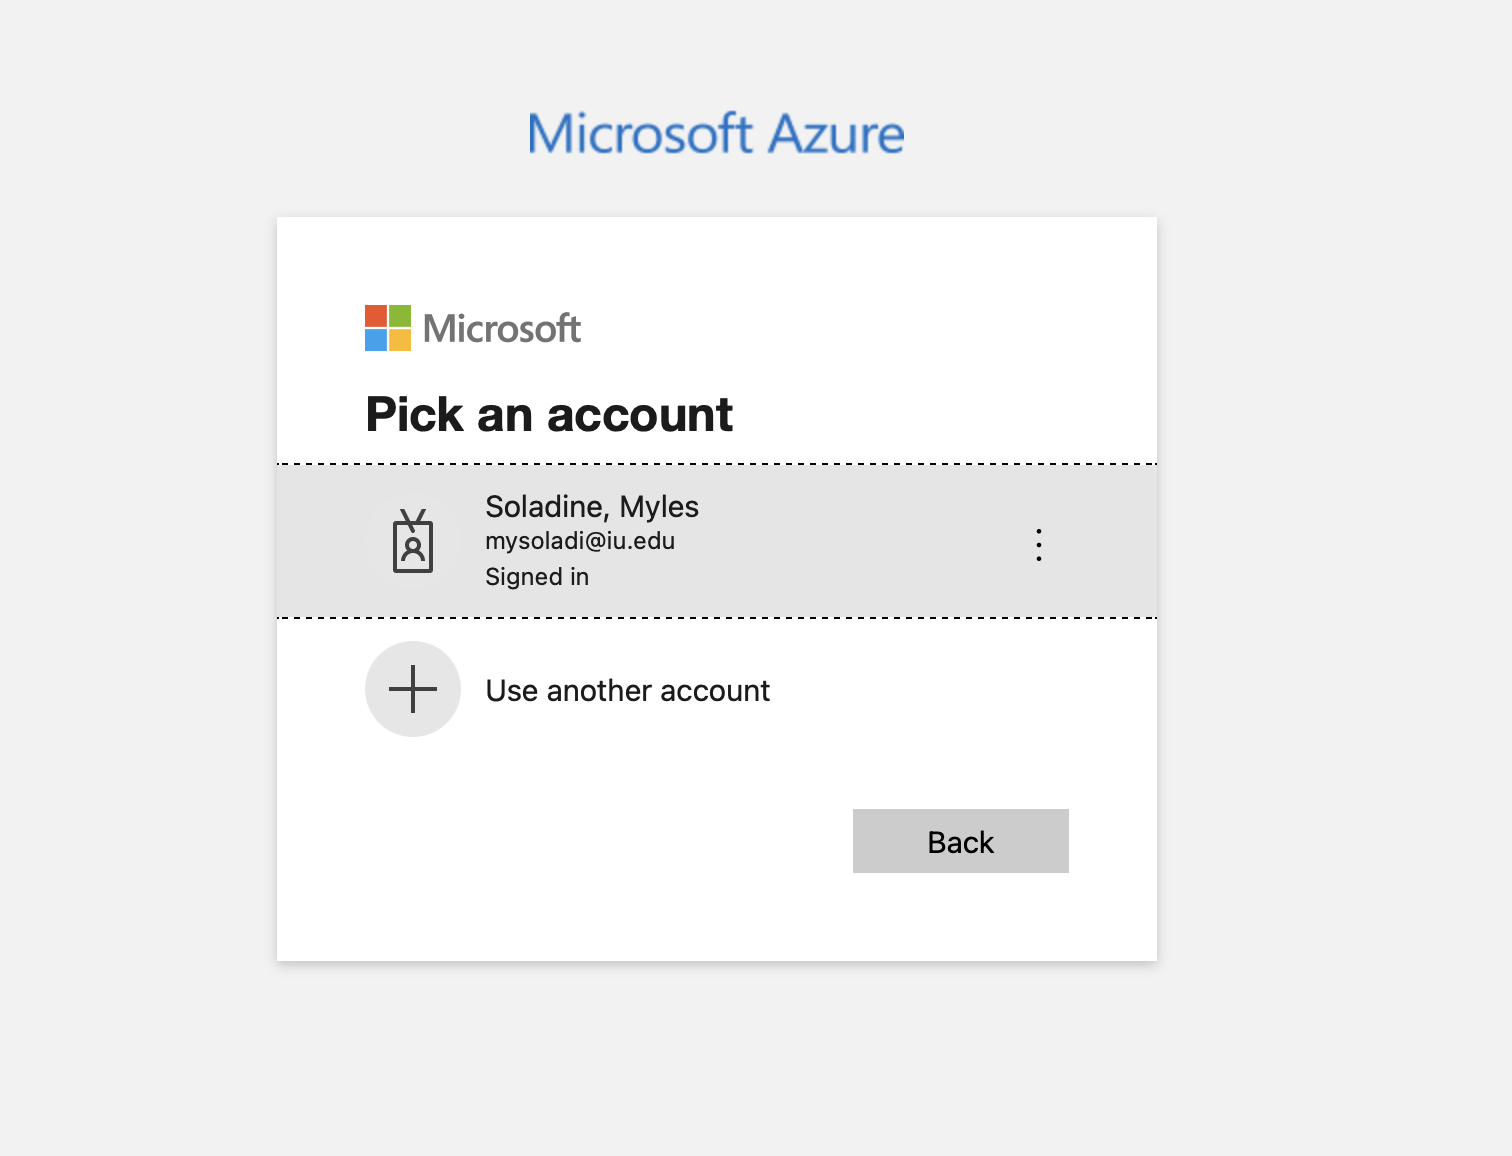 Microsoft Azure
Microsoft
Pick an account
Soladine, Myles
mysoladi@iu.edu
Signed in
Use another account
Back